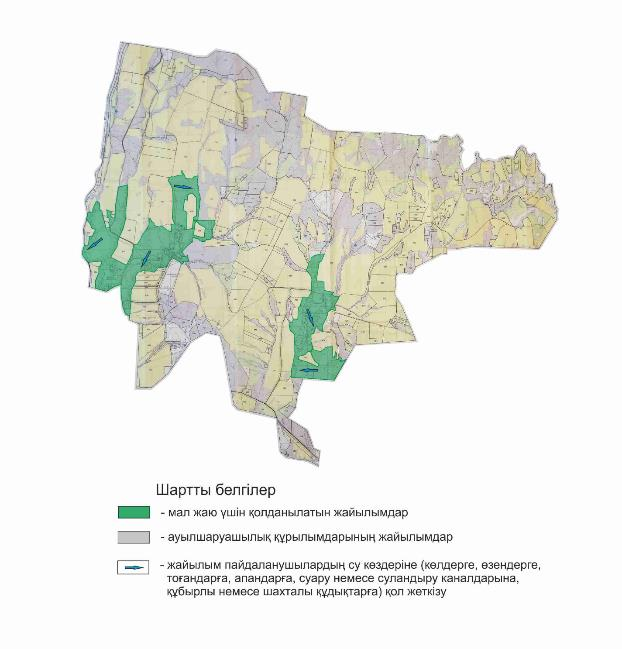 Шартты белгілер
- мал жаю үшін қолданылатын жайылымдар
- ауылшаруашылық құрылымдарының жайылымдар
- жайылым пайдаланушылардың су көздеріне (көлдерге, өзендерге,
тоғандарға, апандарға, суару немесе суландыру каналдарына,
құбырлы немесе шахталы құдықтарға) қол жеткізу